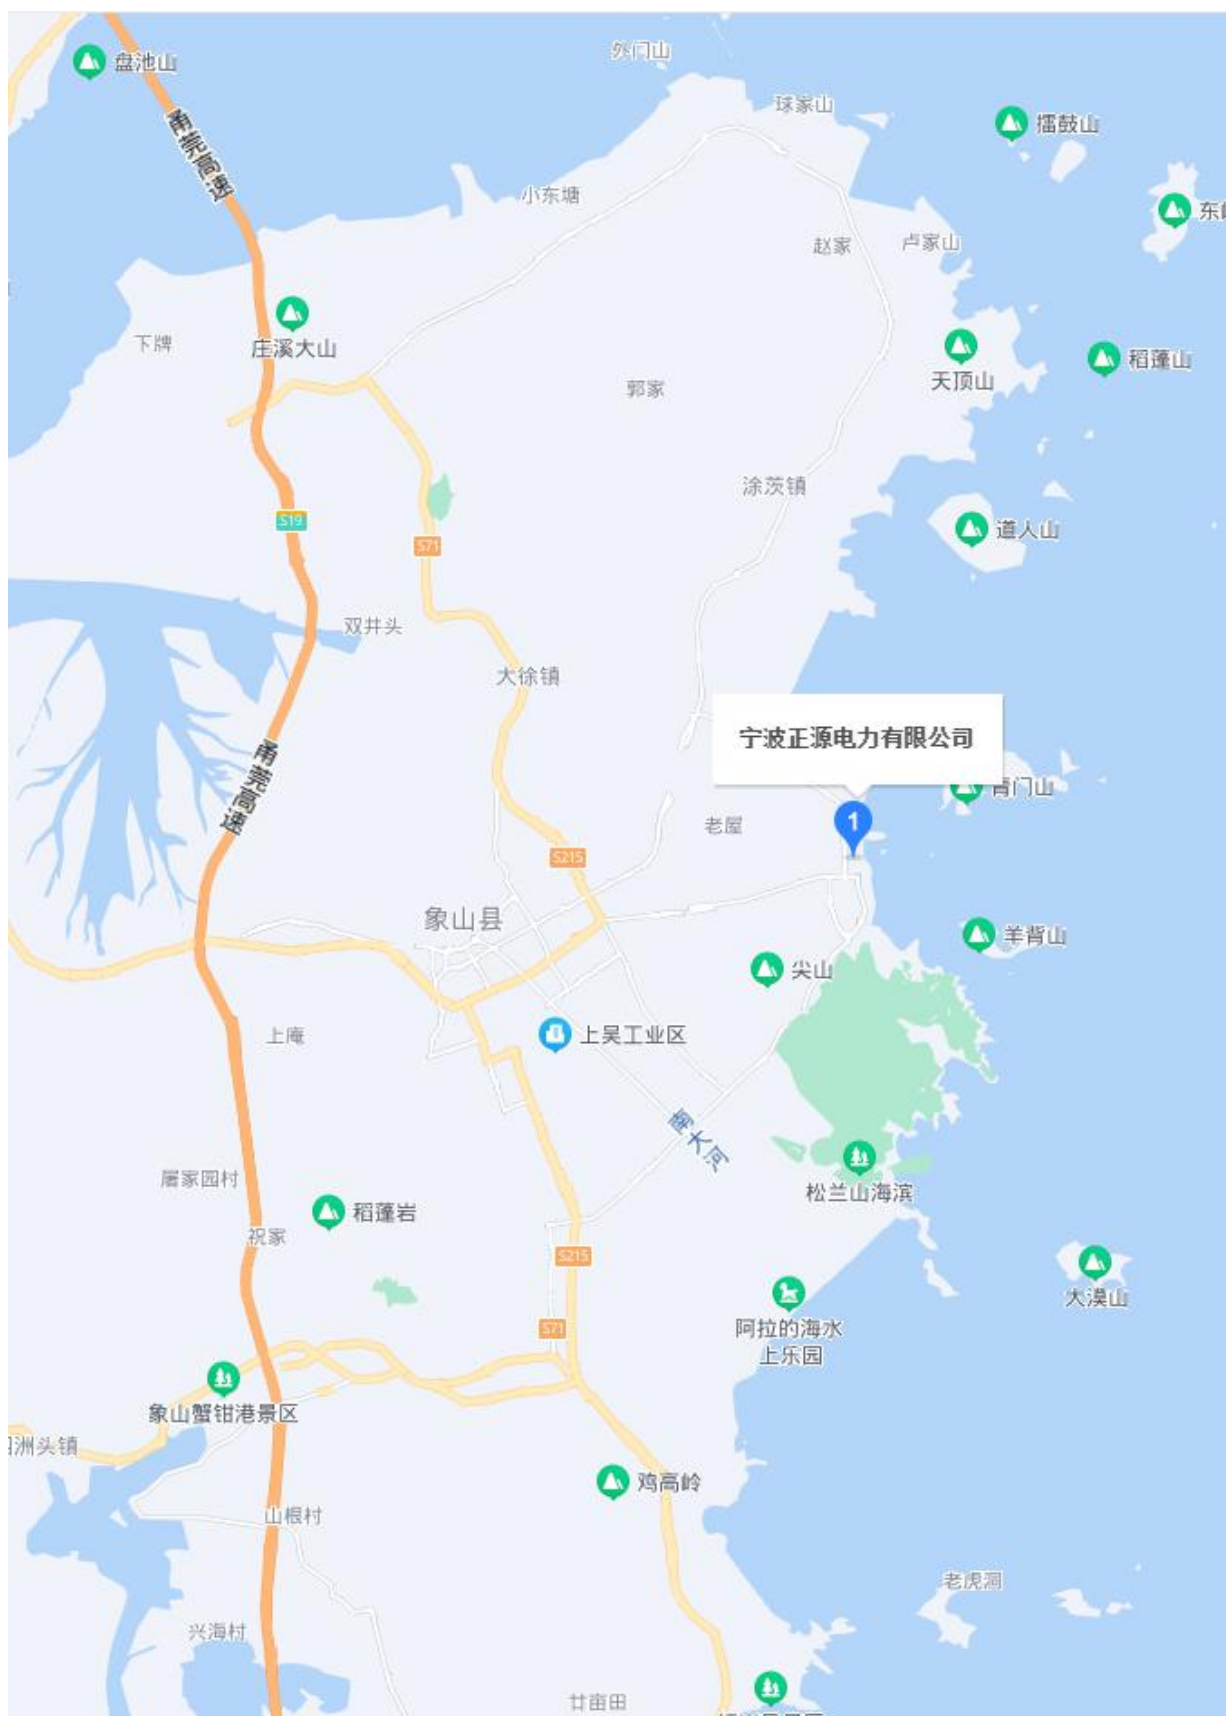 外门山
盘池山
球家山
擂鼓山
甬莞高速
小东塘
东
赵家
卢家山
庄溪大山
下牌
天顶山
稻蓬山
郭家
涂茨镇
S19
S71
道人山
双井头
大徐镇
宁波正源电力有限公司
青门山
甬莞高速
老屋
1
S215
象山县
羊背山
尖山
上庵
上吴工业区
南大河
屠家园村
松兰山海滨
稻蓬岩
祝家
S215
大漠山
S71
阿拉的海水
上乐园
象山蟹钳港景区
洲头镇
鸡高岭
山根村
老虎洞
兴海村
廿亩田